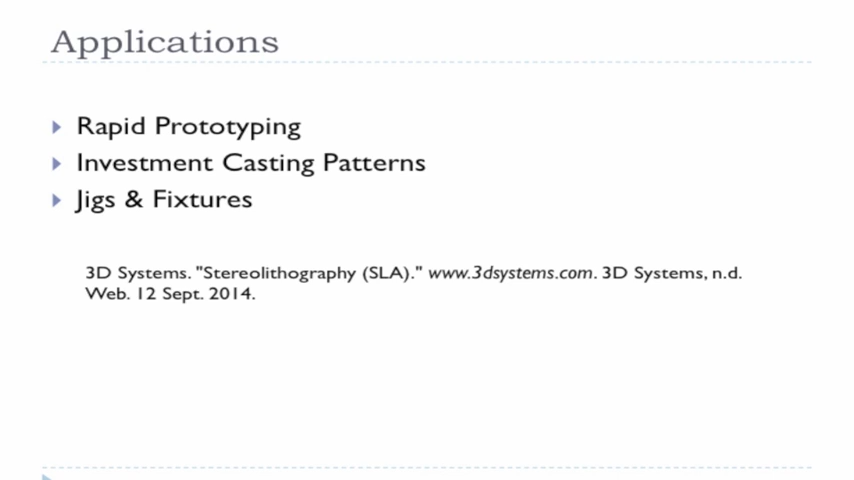 Applications
Rapid Prototyping
Investment Casting Patterns
Jigs & Fixtures
3D Systems. "Stereolithography (SLA)." www.3dsystems.com. 3D Systems, n.d.
Web. 12 Sept. 2014.